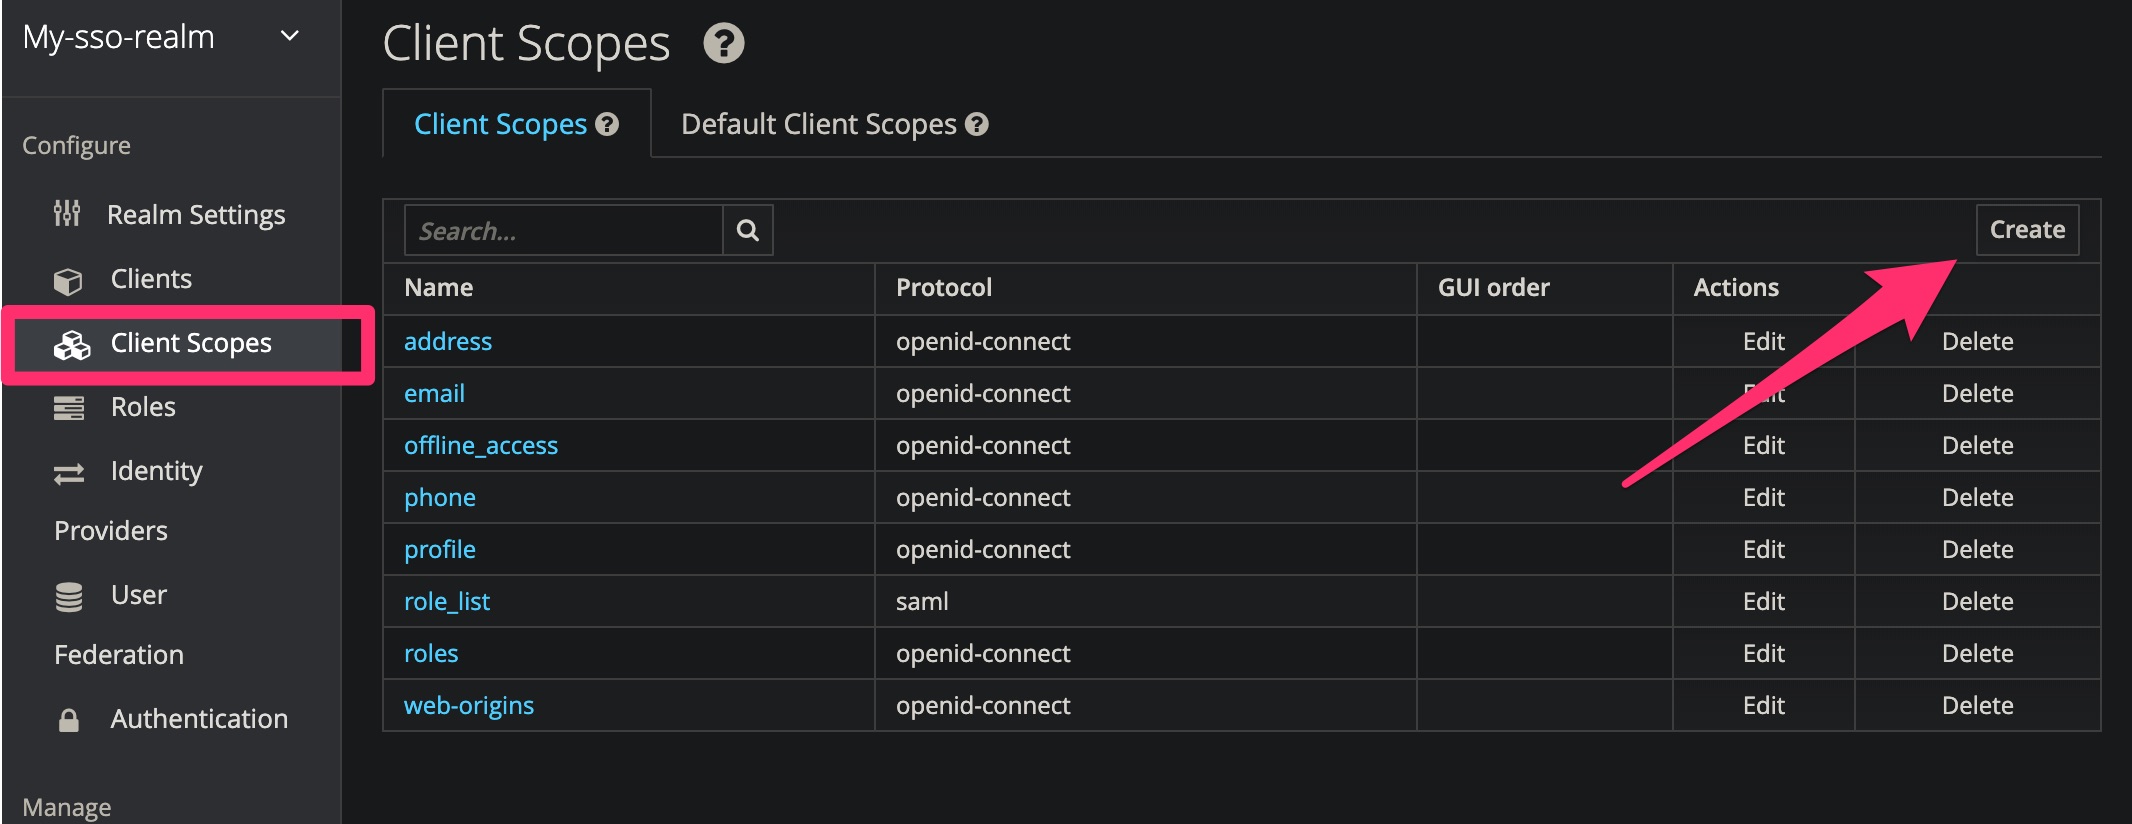 My-sso-realm
Configure
Realm Settings
Clients
Client Scopes
Roles
Identity
Providers
User
Federation
Authentication
Manage
Client Scopes ?
Client Scopes ? Default Client Scopes ?
Search... Create
Name Protocol GUI order Actions
address openid-connect Edit Delete
email openid-connect Edit Delete
offline_access openid-connect Edit Delete
phone openid-connect Edit Delete
profile openid-connect Edit Delete
role_list saml Edit Delete
roles openid-connect Edit Delete
web-origins openid-connect Edit Delete